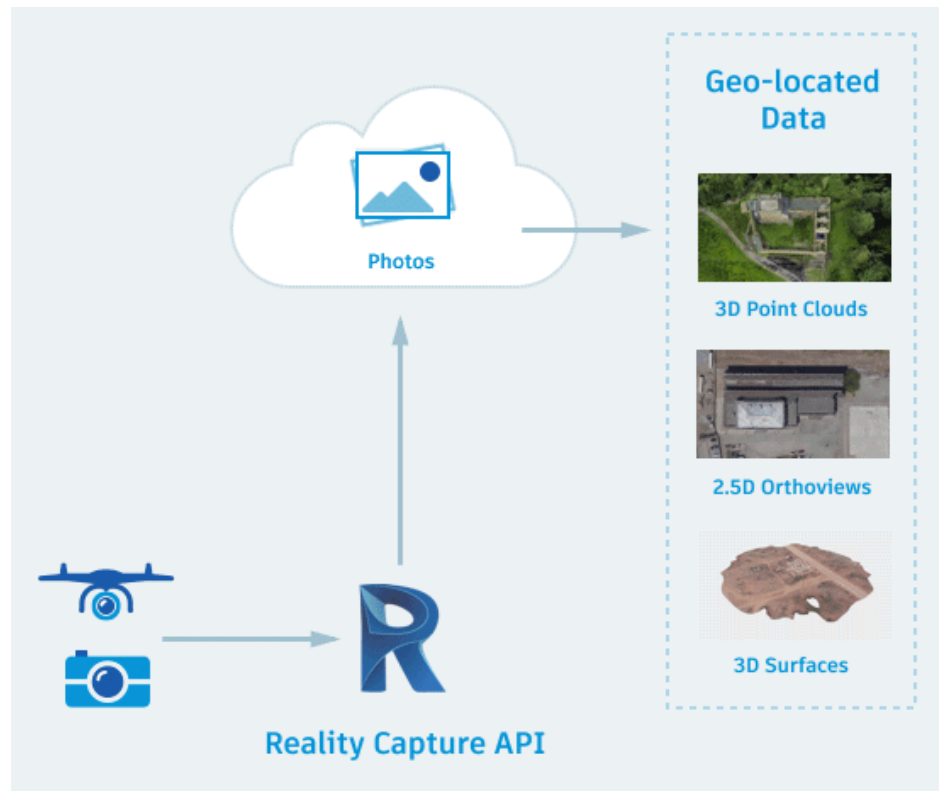 Geo-located
Data
Photos
3D Point Clouds
2.5D Orthoviews
3D Surfaces
R
Reality Capture API